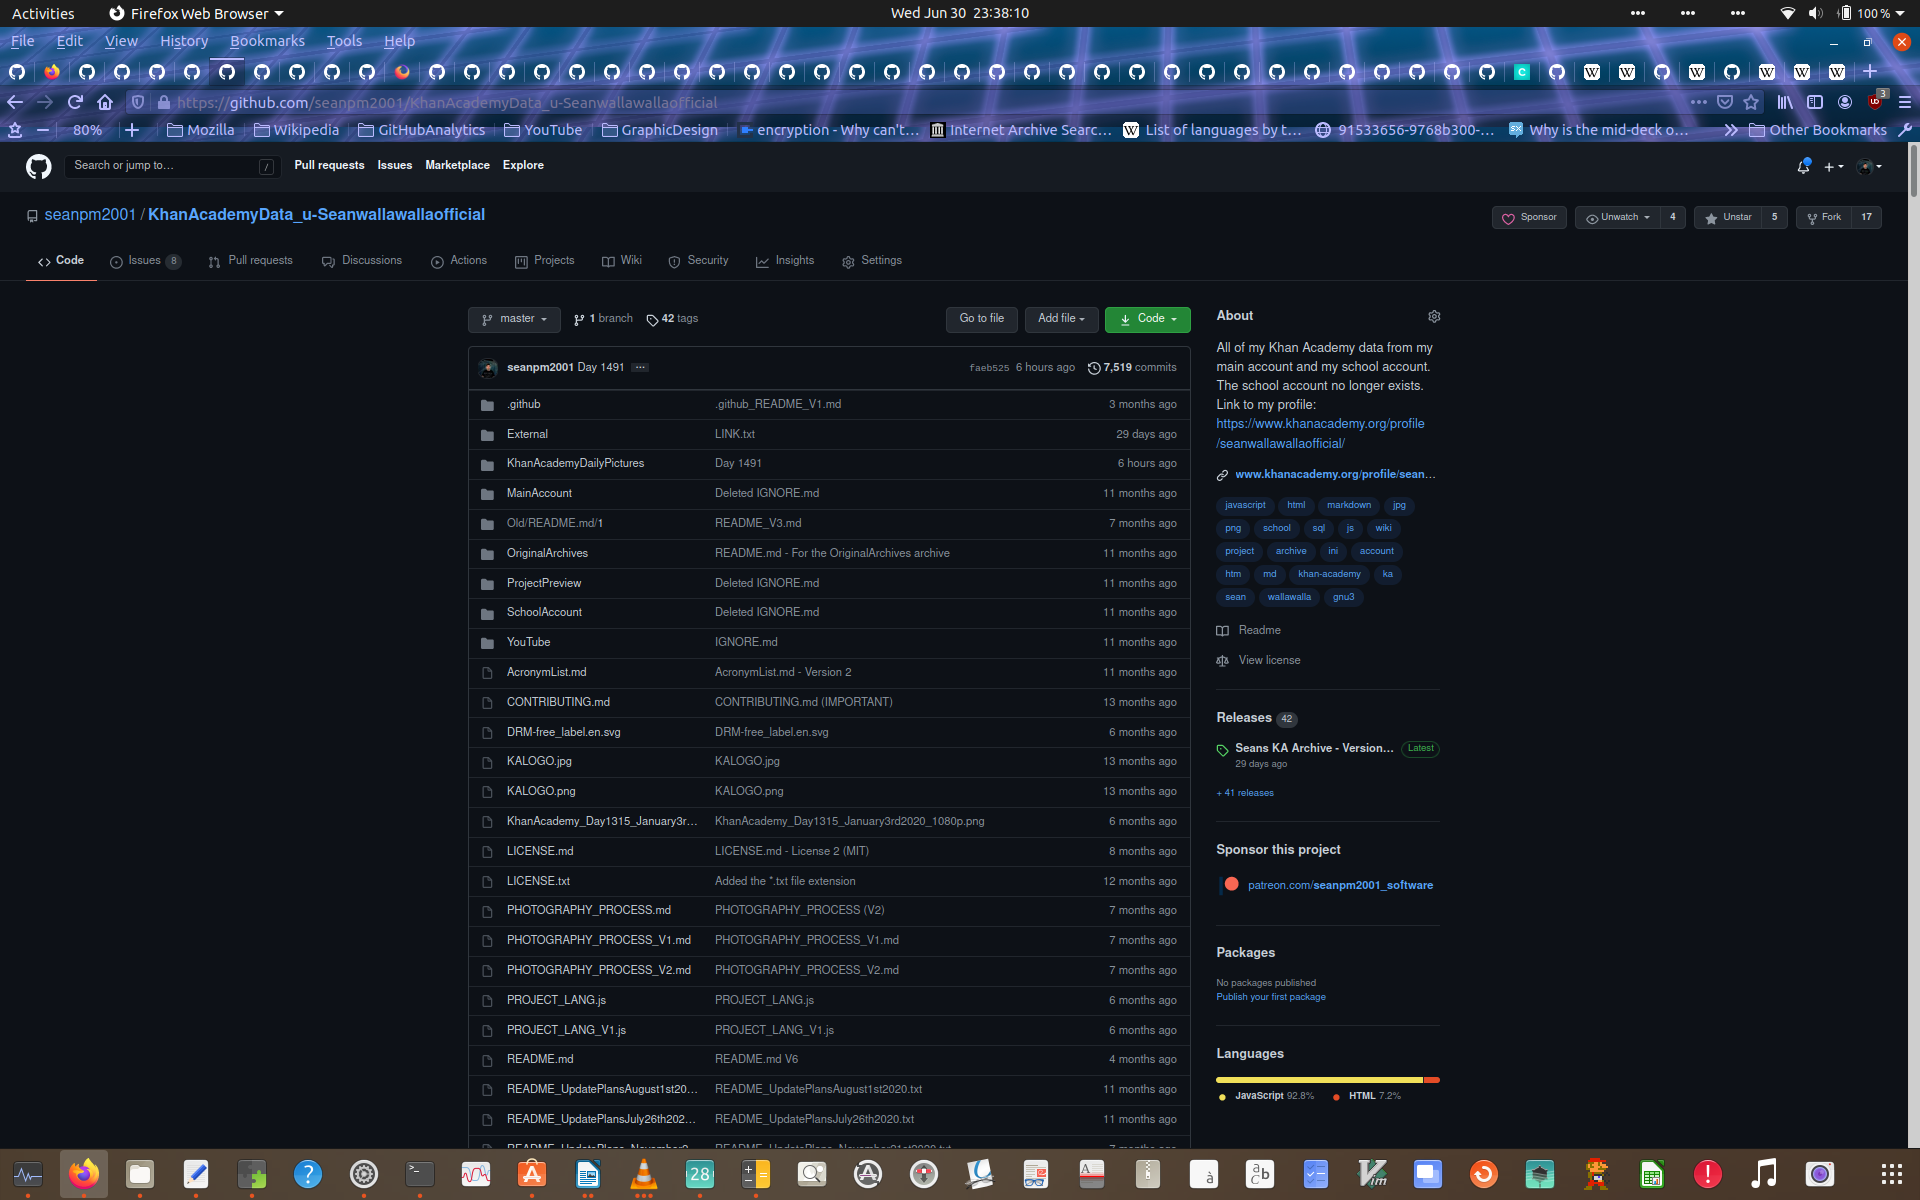 Activities
Firefox Web Browser
Wed Jun 30 23:38:10
100 %
File Edit View History Bookmarks Tools Help
https://github.com/seanpm2001/KhanAcademyData_u-Seanwallawallaofficial
3
80%
Mozilla
Wikipedia
GitHubAnalytics
YouTube
GraphicDesign
encryption - Why can't…
Internet Archive Searc…
List of languages by t…
91533656-9768b300-…
Why is the mid-deck o…
Other Bookmarks
Search or jump to…
/
Pull requests Issues Marketplace Explore
seanpm2001 / KhanAcademyData_u-Seanwallawallaofficial
Sponsor
Unwatch 4
Unstar 5
Fork 17
Code
Issues 8
Pull requests
Discussions
Actions
Projects
Wiki
Security
Insights
Settings
master
1 branch
42 tags
Go to file
Add file
Code
seanpm2001 Day 1491 ...
faeb525 6 hours ago
7,519 commits
.github .github_README_V1.md 3 months ago
External LINK.txt 29 days ago
KhanAcademyDailyPictures Day 1491 6 hours ago
MainAccount Deleted IGNORE.md 11 months ago
Old/README.md/1 README_V3.md 7 months ago
OriginalArchives README.md - For the OriginalArchives archive 11 months ago
ProjectPreview Deleted IGNORE.md 11 months ago
SchoolAccount Deleted IGNORE.md 11 months ago
YouTube IGNORE.md 11 months ago
AcronymList.md AcronymList.md - Version 2 11 months ago
CONTRIBUTING.md CONTRIBUTING.md (IMPORTANT) 13 months ago
DRM-free_label.en.svg DRM-free_label.en.svg 6 months ago
KALOGO.jpg KALOGO.jpg 13 months ago
KALOGO.png KALOGO.png 13 months ago
KhanAcademy_Day1315_January3r… KhanAcademy_Day1315_January3rd2020_1080p.png 6 months ago
LICENSE.md LICENSE.md - License 2 (MIT) 8 months ago
LICENSE.txt Added the *.txt file extension 12 months ago
PHOTOGRAPHY_PROCESS.md PHOTOGRAPHY_PROCESS (V2) 7 months ago
PHOTOGRAPHY_PROCESS_V1.md PHOTOGRAPHY_PROCESS_V1.md 7 months ago
PHOTOGRAPHY_PROCESS_V2.md PHOTOGRAPHY_PROCESS_V2.md 7 months ago
PROJECT_LANG.js PROJECT_LANG.js 6 months ago
PROJECT_LANG_V1.js PROJECT_LANG_V1.js 6 months ago
README.md README.md V6 4 months ago
README_UpdatePlansAugust1st20… README_UpdatePlansAugust1st2020.txt 11 months ago
README_UpdatePlansJuly26th202… README_UpdatePlansJuly26th2020.txt 11 months ago
About
All of my Khan Academy data from my
main account and my school account.
The school account no longer exists.
Link to my profile:
https://www.khanacademy.org/profile
/seanwallawallaofficial/
www.khanacademy.org/profile/sean…
javascript html markdown jpg
png school sql js wiki
project archive ini account
htm md khan-academy ka
sean wallawalla gnu3
Readme
View license
Releases 42
Seans KA Archive - Version… Latest
29 days ago
+ 41 releases
Sponsor this project
patreon.com/seanpm2001_software
Packages
No packages published
Publish your first package
Languages
JavaScript 92.8% HTML 7.2%
28